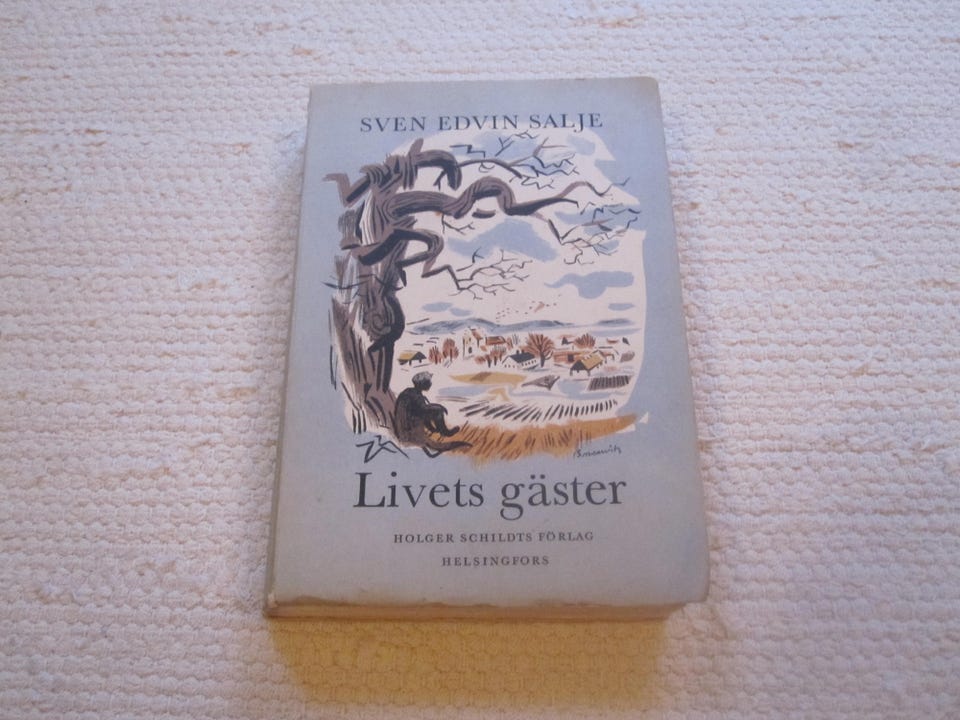 SVEN EDVIN SALJE
Livets gäster
HOLGER SCHILDTS FÖRLAG
HELSINGFORS